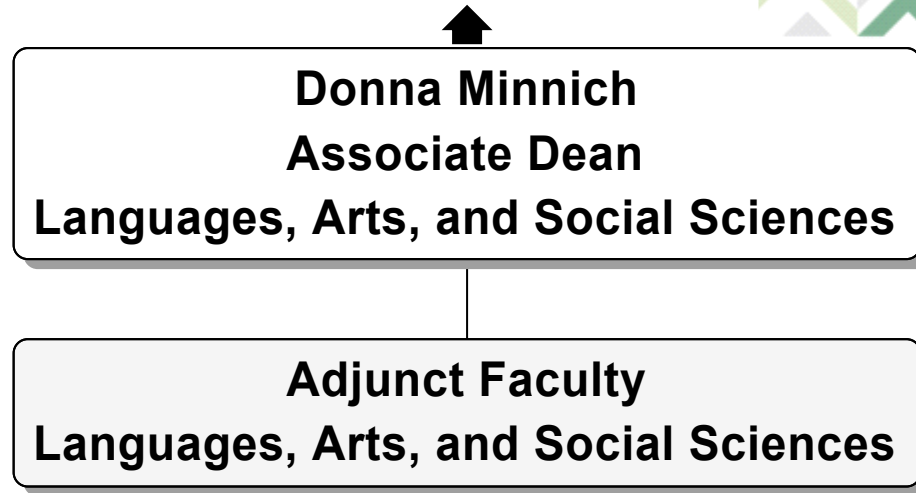 Donna Minnich
Associate Dean
Languages, Arts, and Social Sciences
Adjunct Faculty
Languages, Arts, and Social Sciences